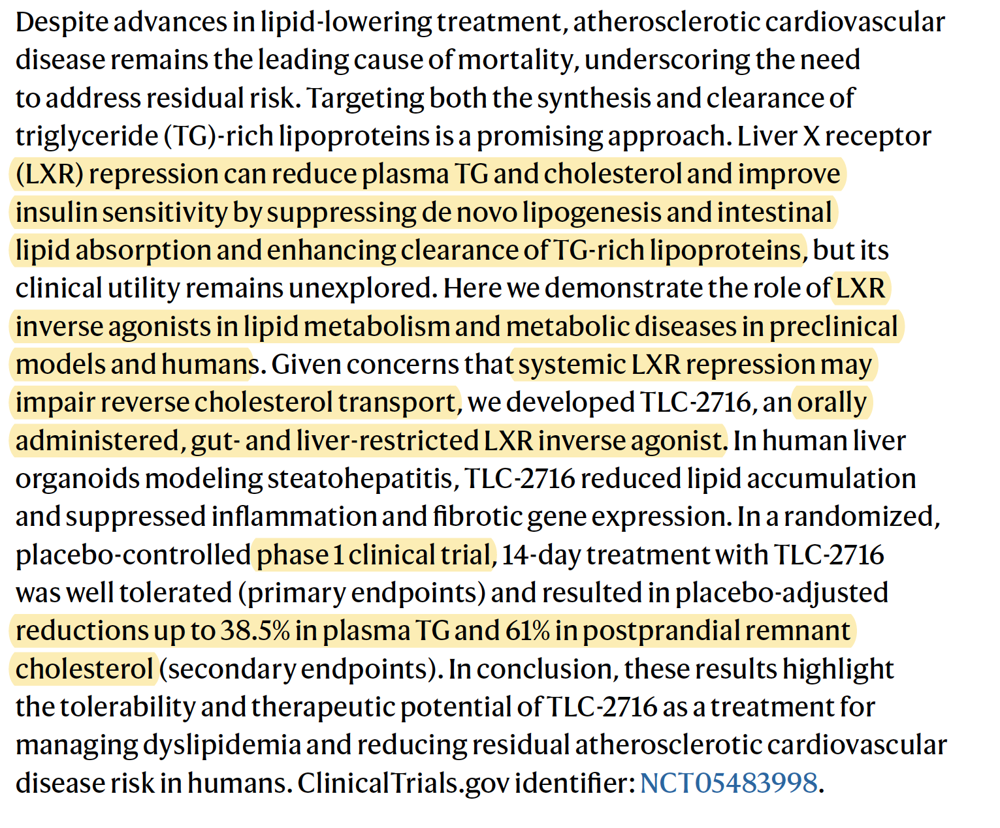 Despite advances in lipid-lowering treatment, atherosclerotic cardiovascular
disease remains the leading cause of mortality, underscoring the need
to address residual risk. Targeting both the synthesis and clearance of
triglyceride (TG)-rich lipoproteins is a promising approach. Liver X receptor
(LXR) repression can reduce plasma TG and cholesterol and improve
insulin sensitivity by suppressing de novo lipogenesis and intestinal
lipid absorption and enhancing clearance of TG-rich lipoproteins, but its
clinical utility remains unexplored. Here we demonstrate the role of LXR
inverse agonists in lipid metabolism and metabolic diseases in preclinical
models and humans. Given concerns that systemic LXR repression may
impair reverse cholesterol transport, we developed TLC-2716, an orally
administered, gut- and liver-restricted LXR inverse agonist. In human liver
organoids modeling steatohepatitis, TLC-2716 reduced lipid accumulation
and suppressed inflammation and fibrotic gene expression. In a randomized,
placebo-controlled phase 1 clinical trial, 14-day treatment with TLC-2716
was well tolerated (primary endpoints) and resulted in placebo-adjusted
reductions up to 38.5% in plasma TG and 61% in postprandial remnant
cholesterol (secondary endpoints). In conclusion, these results highlight
the tolerability and therapeutic potential of TLC-2716 as a treatment for
managing dyslipidemia and reducing residual atherosclerotic cardiovascular
disease risk in humans. ClinicalTrials.gov identifier: NCT05483998.